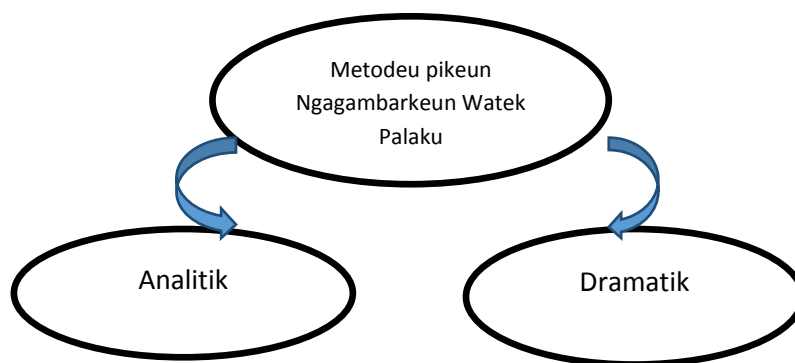 Metodeu pikeun
Ngagambarkeun Watek
Palaku
Analitik
Dramatik